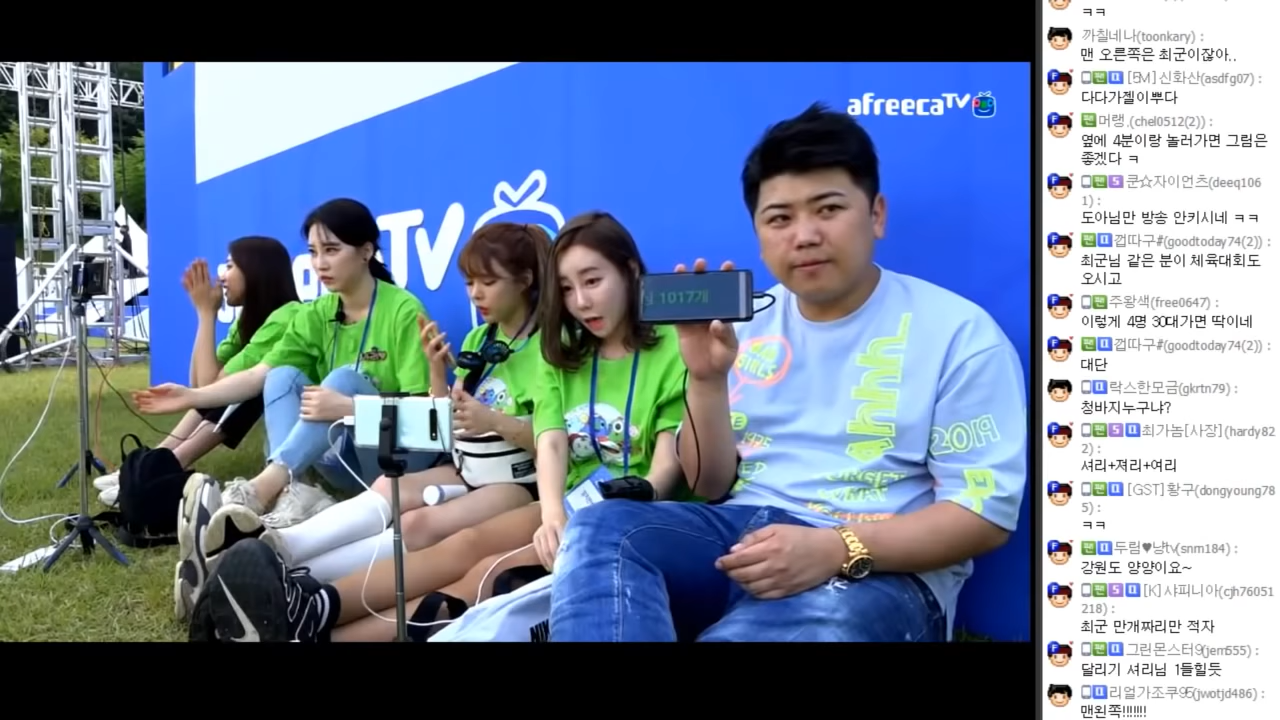 afreecaTV
TV
님 1017개
ahhh
2019
ㅋㅋ
까칠네나(toonkary) :
맨 오른쪽은 최군이잖아..
[5M]신화산(asdfg07) :
다다가젤이뿌다
머랭.(chel0512(2)) :
옆에 4분이랑 놀러가면 그림은
좋겠다 ㅋ
쿤☆자이언츠(deeq106
1) :
도아님만 방송 안키시네 ㅋㅋ
껍따구#(goodtoday74(2)) :
최군님 같은 분이 체육대회도
오시고
주왕색(free0647) :
이렇게 4명 30대가면 딱이네
껍따구#(goodtoday74(2)) :
대단
락스한모금(gkrtn79) :
청바지누구냐?
최가놈[사장](hardy82
2) :
셔리+져리+여리
[GST]황구(dongyoung78
5) :
ㅋㅋ
두림♥냥tv(snm184) :
강원도 양양이요~
[K]샤피니아(cjh76051
218) :
최군 만개짜리만 적자
그린몬스터9(jem555) :
달리기 셔리님 1들힐듯
리얼가조쿠95(jwotjd486) :
맨왼쪽!!!!!!!